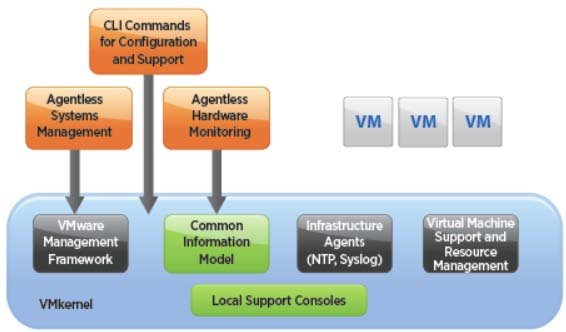 CLI Commands
for Configuration
and Support
Agentless
Systems
Management
Agentless
Hardware
Monitoring
VM
VM
VM
VMware
Management
Framework
Common
Information
Model
Infrastructure
Agents
(NTP, Syslog)
Virtual Machine
Support and
Resource
Management
VMkernel
Local Support Consoles